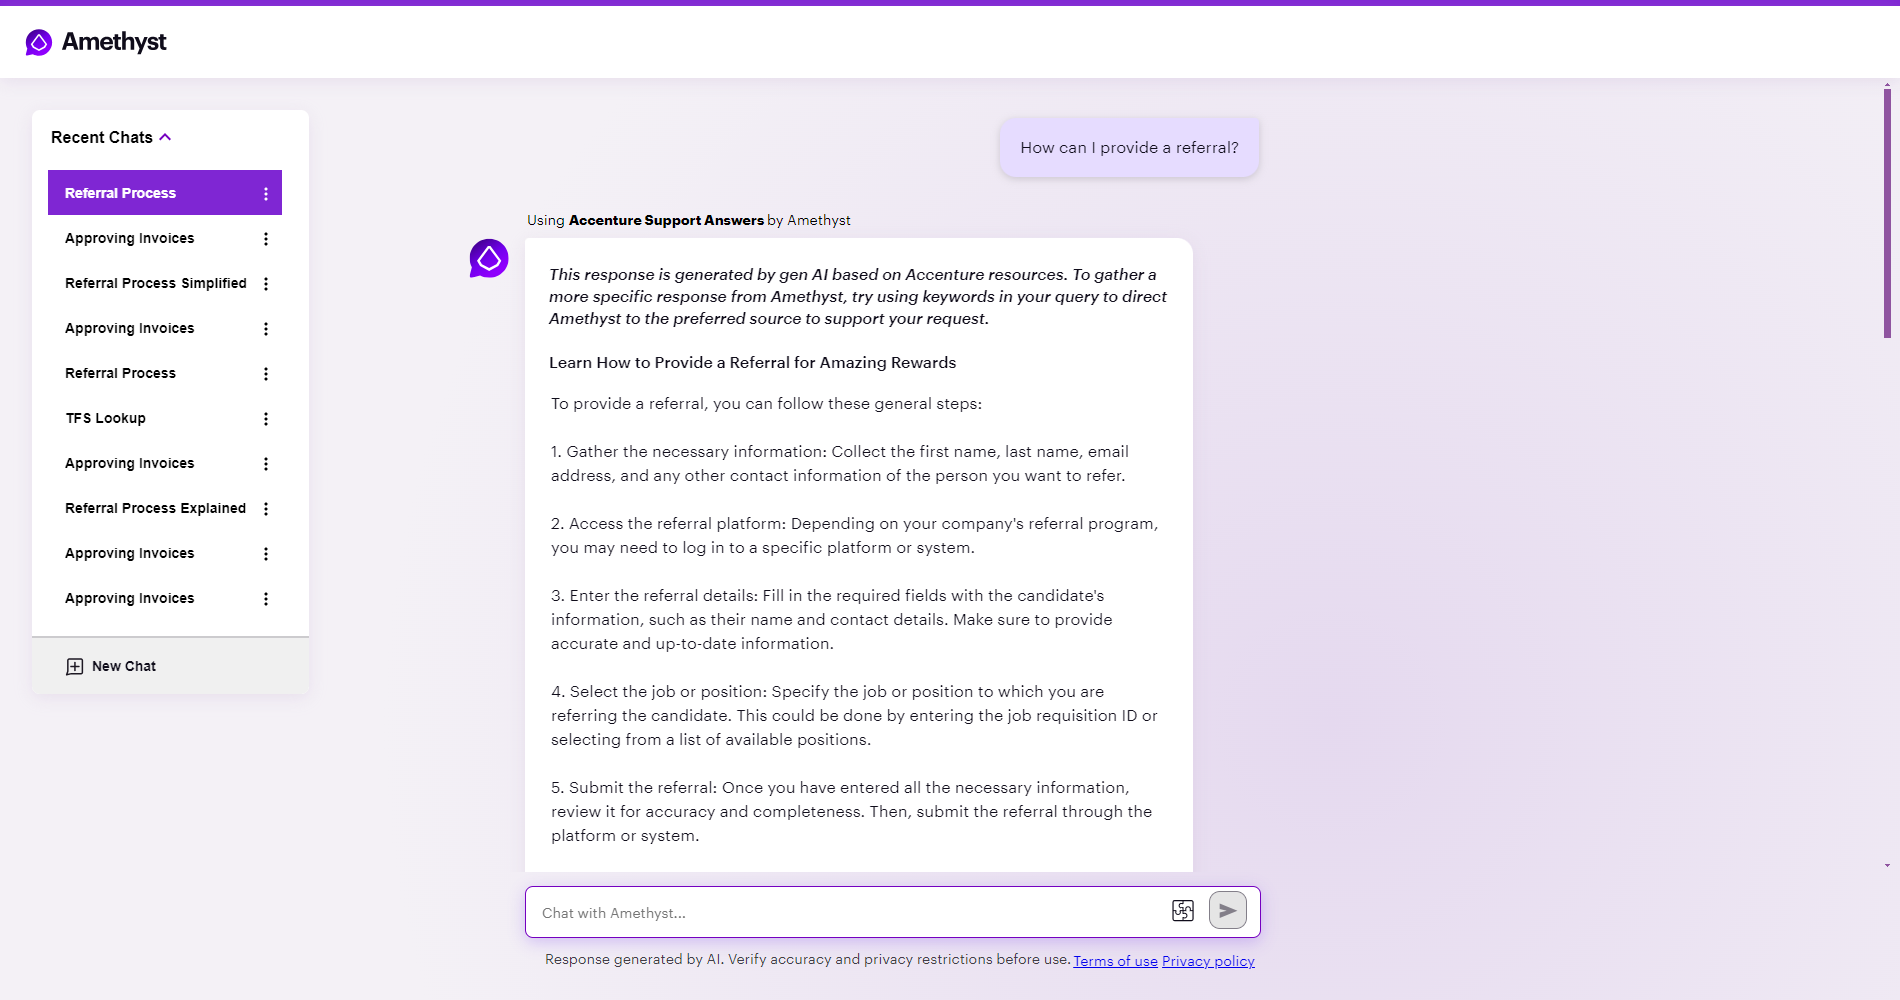 Amethyst
Recent Chats
Referral Process
Approving Invoices
Referral Process Simplified
Approving Invoices
Referral Process
TFS Lookup
Approving Invoices
Referral Process Explained
Approving Invoices
Approving Invoices
New Chat
How can I provide a referral?
Using Accenture Support Answers by Amethyst
This response is generated by gen AI based on Accenture resources. To gather a
more specific response from Amethyst, try using keywords in your query to direct
Amethyst to the preferred source to support your request.
Learn How to Provide a Referral for Amazing Rewards
To provide a referral, you can follow these general steps:
1. Gather the necessary information: Collect the first name, last name, email
address, and any other contact information of the person you want to refer.
2. Access the referral platform: Depending on your company's referral program,
you may need to log in to a specific platform or system.
3. Enter the referral details: Fill in the required fields with the candidate's
information, such as their name and contact details. Make sure to provide
accurate and up-to-date information.
4. Select the job or position: Specify the job or position to which you are
referring the candidate. This could be done by entering the job requisition ID or
selecting from a list of available positions.
5. Submit the referral: Once you have entered all the necessary information,
review it for accuracy and completeness. Then, submit the referral through the
platform or system.
Chat with Amethyst...
Response generated by AI. Verify accuracy and privacy restrictions before use. Terms of use Privacy policy